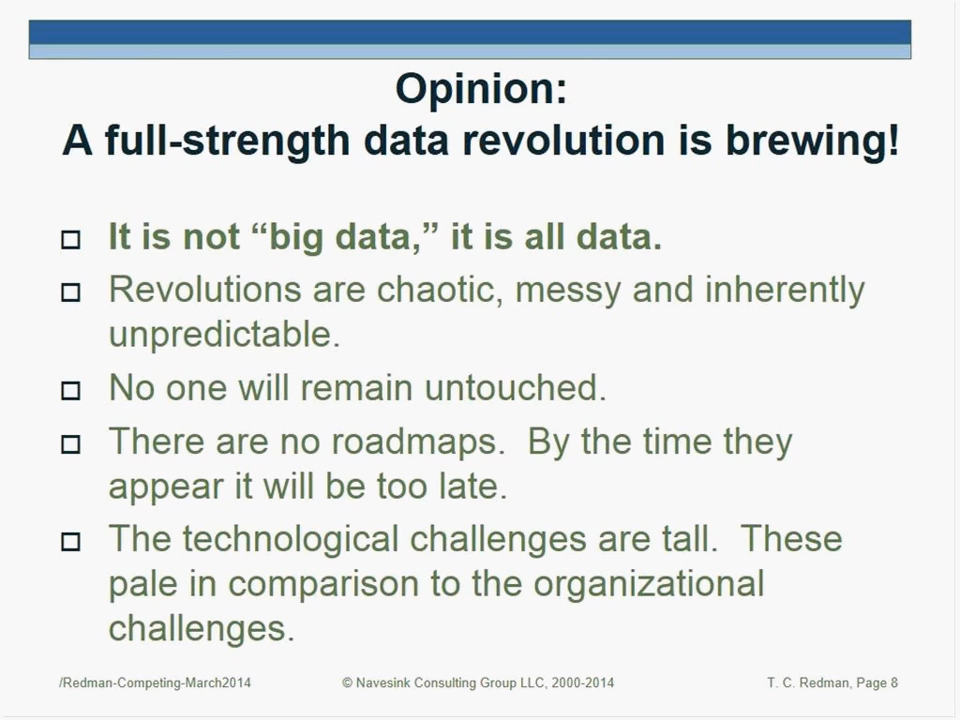 Opinion:
A full-strength data revolution is brewing!
It is not “big data,” it is all data.
Revolutions are chaotic, messy and inherently
unpredictable.
No one will remain untouched.
There are no roadmaps.  By the time they
appear it will be too late.
The technological challenges are tall.  These
pale in comparison to the organizational
challenges.
/Redman-Competing-March2014
© Navesink Consulting Group LLC, 2000-2014
T. C. Redman, Page 8